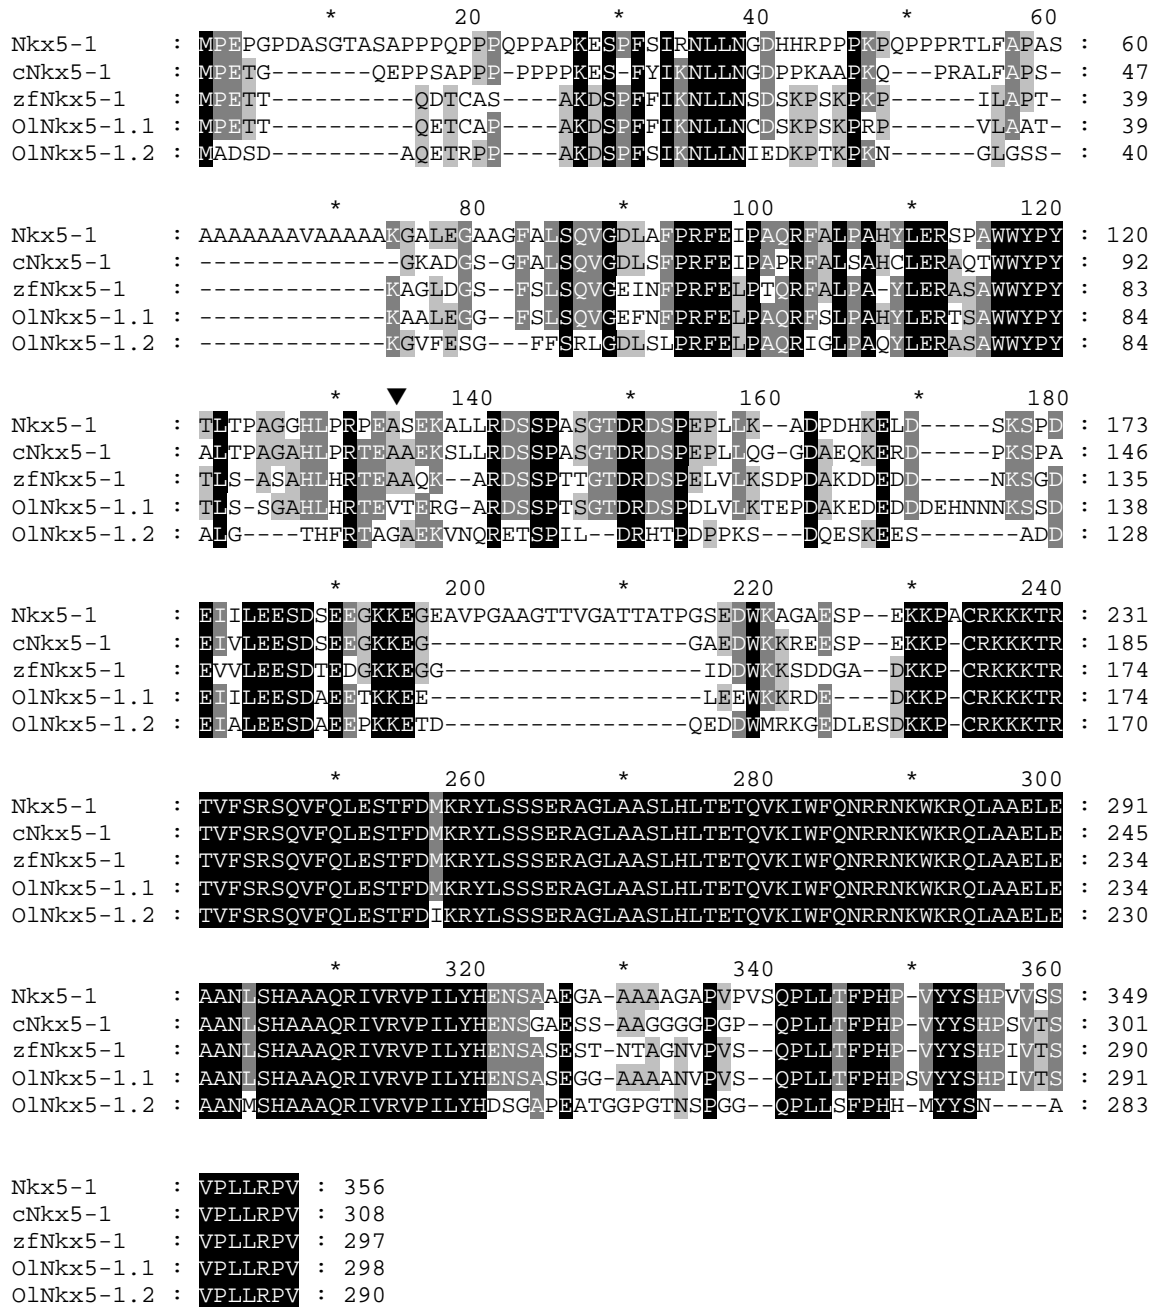 * 20 * 40 * 60
Nkx5-1 : MPEPGPDASGTASAPPPQPPPQPPAPKESPFSIRNLLNGDHHRPPPKPQPPPRTLFAPAS : 60
cNkx5-1 : MPETG-------QEPPSAPPP-PPPPKES-FYIKNLLNGDPPKAAPKQ---PRALFAPS- : 47
zfNkx5-1 : MPETT----------QDTCAS----AKDSPFFIKNLLNSDSKPSKPKP------ILAPT- : 39
OlNkx5-1.1 : MPETT----------QETCAP----AKDSPFFIKNLLNCDSKPSKPRP------VLAAT- : 39
OlNkx5-1.2 : MADSD---------AQETRPP----AKDSPFSIKNLLNIEDKPTKPKN------GLGSS- : 40
* 80 * 100 * 120
Nkx5-1 : AAAAAAAVAAAAAKGALEGAAGFALSQVGDLAFPRFEIPAQRFALPAHYLERSPAWWYPY : 120
cNkx5-1 : --------------GKADGS-GFALSQVGDLSFPRFEIPAPRFALSAHCLERAQTWWYPY : 92
zfNkx5-1 : -------------KAGLDGS--FSLSQVGEINFPRFELPTQRFALPA-YLERASAWWYPY : 83
OlNkx5-1.1 : -------------KAALEGG--FSLSQVGEFNFPRFELPAQRFSLPAHYLERTSAWWYPY : 84
OlNkx5-1.2 : -------------KGVFESG---FFSRLGDLSLPRFELPAQRIGLPAQYLERASAWWYPY : 84
* ▼ 140 * 160 * 180
Nkx5-1 : TLTPAGGHLPRPEASEKALLRDSSPASGTDRDSPEPLLK--ADPDHKELD-----SKSPD : 173
cNkx5-1 : ALTPAGAHLPRTEAAEKSLLRDSSPASGTDRDSPEPLLQG-GDAEQKERD-----PKSPA : 146
zfNkx5-1 : TLS-ASAHLHRTEAAQK--ARDSSPTTGTDRDSPELVLKSDPDAKDDEDD-----NKSGD : 135
OlNkx5-1.1 : TLS-SGAHLHRTEVTERG-ARDSSPTSGTDRDSPDLVLKTEPDAKEDEDDDEHNNNKSSD : 138
OlNkx5-1.2 : ALG----THFRTAGAEKVNQRETSPIL--DRHTPDPPKS---DQESKEES-------ADD : 128
* 200 * 220 * 240
Nkx5-1 : EIILEESDSEEGKKEGEAVPGAAGTTVGATTATPGSEDWKAGAESP--EKKPACRKKKTR : 231
cNkx5-1 : EIVLEESDSEEGKKEG------------------GAEDWKKREESP--EKKP-CRKKKTR : 185
zfNkx5-1 : EVVLEESDTEDGKKEGG------------------IDDWKKSDDGA--DKKP-CRKKKTR : 174
OlNkx5-1.1 : EIILEESDAEETKKEE-------------------LEEWKKRDE----DKKP-CRKKKTR : 174
OlNkx5-1.2 : EIALEESDAEEPKKETD-----------------QEDDWMRKGEDLESDKKP-CRKKKTR : 170
* 260 * 280 * 300
Nkx5-1 : TVFSRSQVFQLESTFDMKRYLSSSERAGLAASLHLTETQVKIWFQNRRNKWKRQLAAELE : 291
cNkx5-1 : TVFSRSQVFQLESTFDMKRYLSSSERAGLAASLHLTETQVKIWFQNRRNKWKRQLAAELE : 245
zfNkx5-1 : TVFSRSQVFQLESTFDMKRYLSSSERAGLAASLHLTETQVKIWFQNRRNKWKRQLAAELE : 234
OlNkx5-1.1 : TVFSRSQVFQLESTFDMKRYLSSSERAGLAASLHLTETQVKIWFQNRRNKWKRQLAAELE : 234
OlNkx5-1.2 : TVFSRSQVFQLESTFDIKRYLSSSERAGLAASLHLTETQVKIWFQNRRNKWKRQLAAELE : 230
* 320 * 340 * 360
Nkx5-1 : AANLSHAAAQRIVRVPILYHENSAAEGA-AAAAGAPVPVSQPLLTFPHP-VYYSHPVVSS : 349
cNkx5-1 : AANLSHAAAQRIVRVPILYHENSGAESS-AAGGGGPGP--QPLLTFPHP-VYYSHPSVTS : 301
zfNkx5-1 : AANLSHAAAQRIVRVPILYHENSASEST-NTAGNVPVS--QPLLTFPHP-VYYSHPIVTS : 290
OlNkx5-1.1 : AANLSHAAAQRIVRVPILYHENSASEGG-AAAANVPVS--QPLLTFPHPSVYYSHPIVTS : 291
OlNkx5-1.2 : AANMSHAAAQRIVRVPILYHDSGAPEATGGPGTNSPGG--QPLLSFPHH-MYYSN----A : 283
Nkx5-1 : VPLLRPV : 356
cNkx5-1 : VPLLRPV : 308
zfNkx5-1 : VPLLRPV : 297
OlNkx5-1.1 : VPLLRPV : 298
OlNkx5-1.2 : VPLLRPV : 290